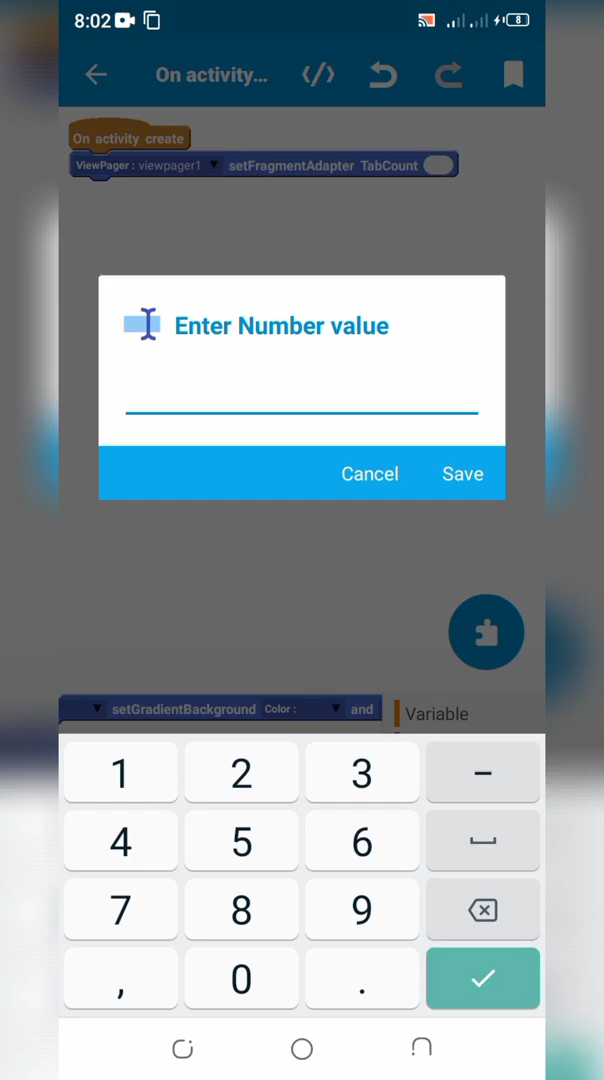 8:02
8
On activity...
On activity create
ViewPager : viewpager1 setFragmentAdapter TabCount
Enter Number value
Cancel Save
setGradientBackground Color : and
Variable
1 2 3 –
4 5 6
7 8 9
, 0 .